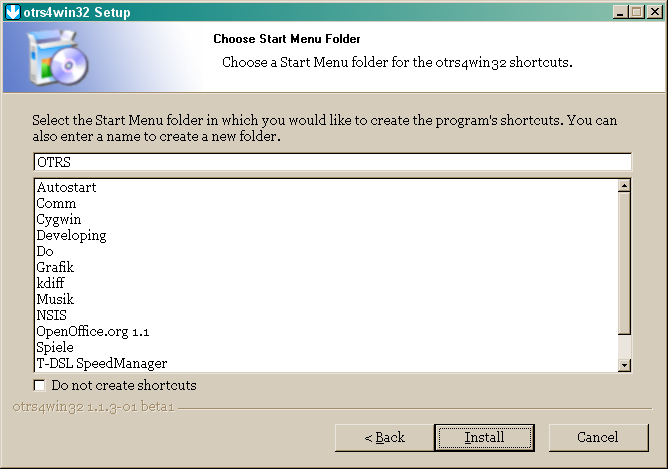 otrs4win32 Setup
Choose Start Menu Folder
Choose a Start Menu folder for the otrs4win32 shortcuts.
Select the Start Menu folder in which you would like to create the program's shortcuts. You can
also enter a name to create a new folder.
OTRS
Autostart
Comm
Cygwin
Developing
Do
Grafik
kdiff
Musik
NSIS
OpenOffice.org 1.1
Spiele
T-DSL SpeedManager
Do not create shortcuts
otrs4win32 1.1.3-01 beta1
< Back
Install
Cancel